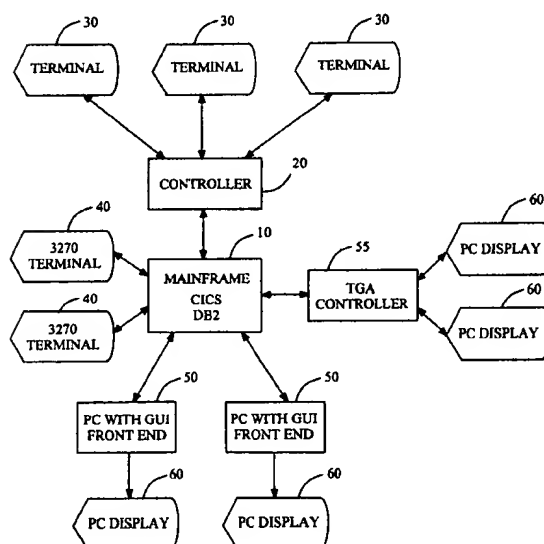 30
30
30
TERMINAL
TERMINAL
TERMINAL
20
CONTROLLER
40
10
60
3270
TERMINAL
55
PC DISPLAY
MAINFRAME
CICS
DB2
TGA
CONTROLLER
60
40
3270
TERMINAL
PC DISPLAY
50
50
PC WITH GUI
FRONT END
PC WITH GUI
FRONT END
60
60
PC DISPLAY
PC DISPLAY